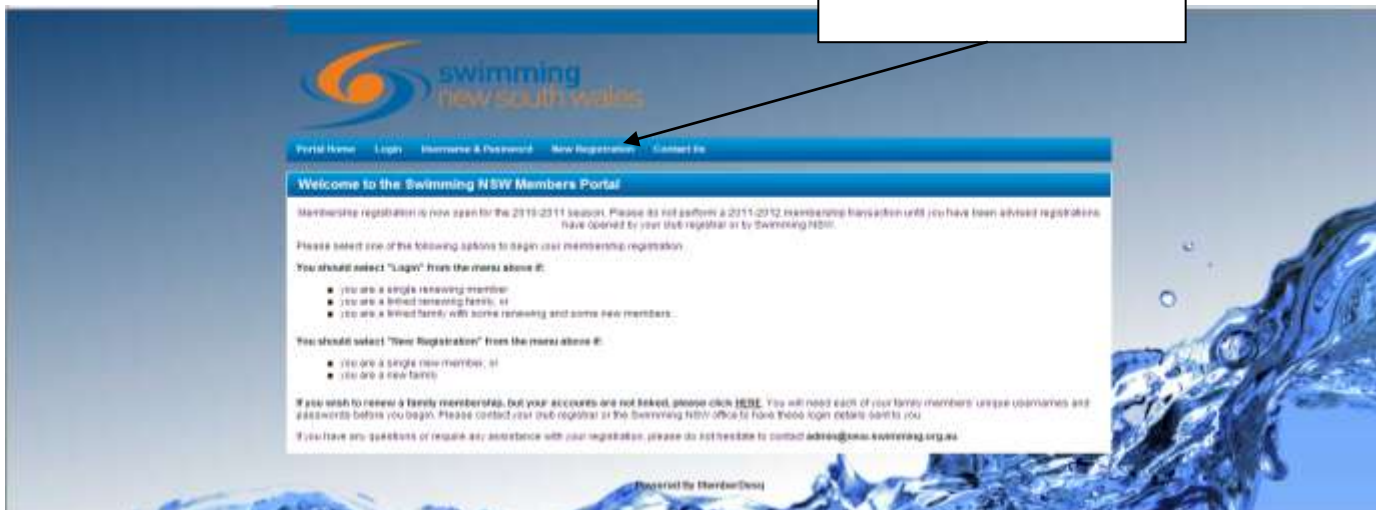 swimming
new south wales
Portal Home Login Username & Password New Registration Contact Us
Welcome to the Swimming NSW Members Portal
Membership registration is now open for the 2010-2011 season. Please do not perform a 2011-2012 membership transaction until you have been advised registrations
have opened by your club registrar or by Swimming NSW.
Please select one of the following options to begin your membership registration
You should select "Login" from the menu above if:
you are a single renewing member
you are a linked renewing family, or
you are a linked family with some renewing and some new members.
You should select "New Registration" from the menu above if:
you are a single new member, or
you are a new family
If you wish to renew a family membership, but your accounts are not linked, please click HERE. You will need each of your family members' unique usernames and
passwords before you begin. Please contact your club registrar or the Swimming NSW office to have these login details sent to you.
If you have any questions or require any assistance with your registration, please do not hesitate to contact admin@nsw.swimming.org.au
Powered By MemberDesq